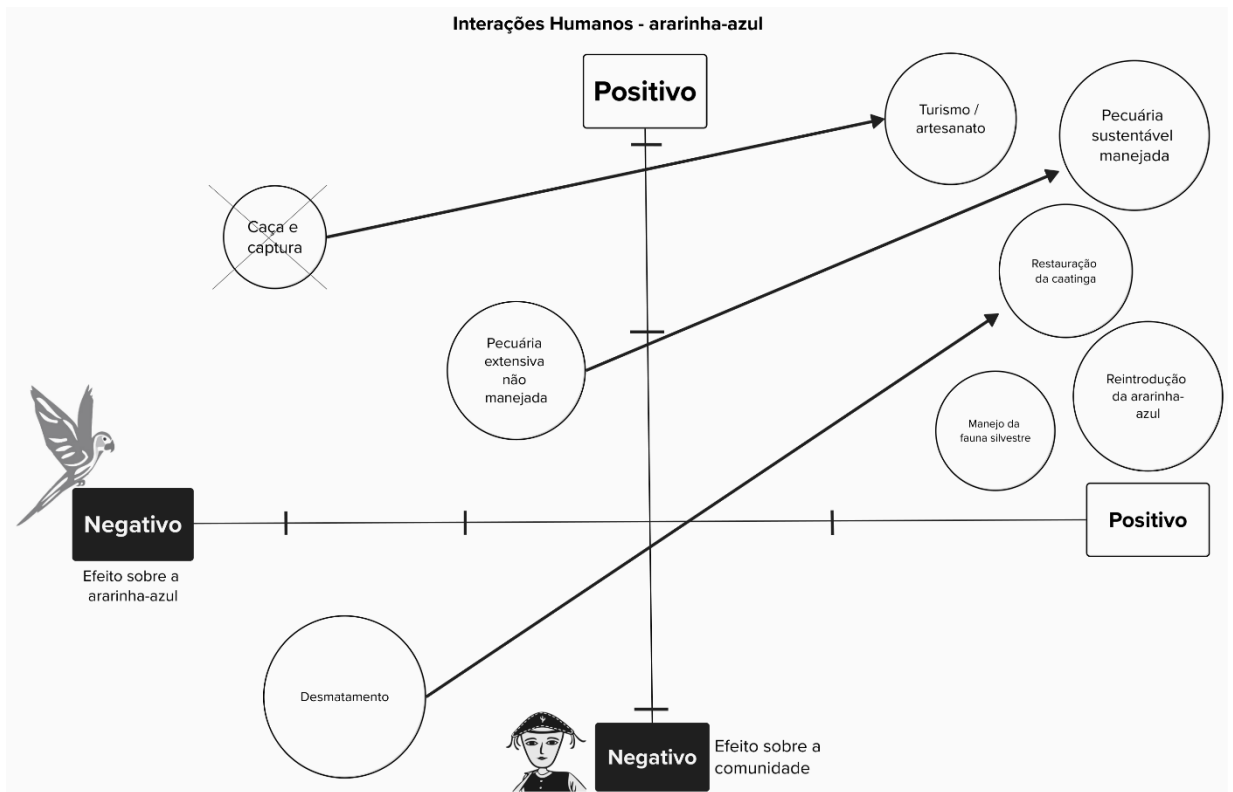 Interações Humanos - ararinha-azul
Positivo
Turismo /
artesanato
Pecuária
sustentável
manejada
Caça e
captura
Restauração
da caatinga
Pecuária
extensiva
não
manejada
Reintrodução
da ararinha-
azul
Manejo da
fauna silvestre
Negativo
Efeito sobre a
ararinha-azul
Positivo
Desmatamento
Negativo
Efeito sobre a
comunidade